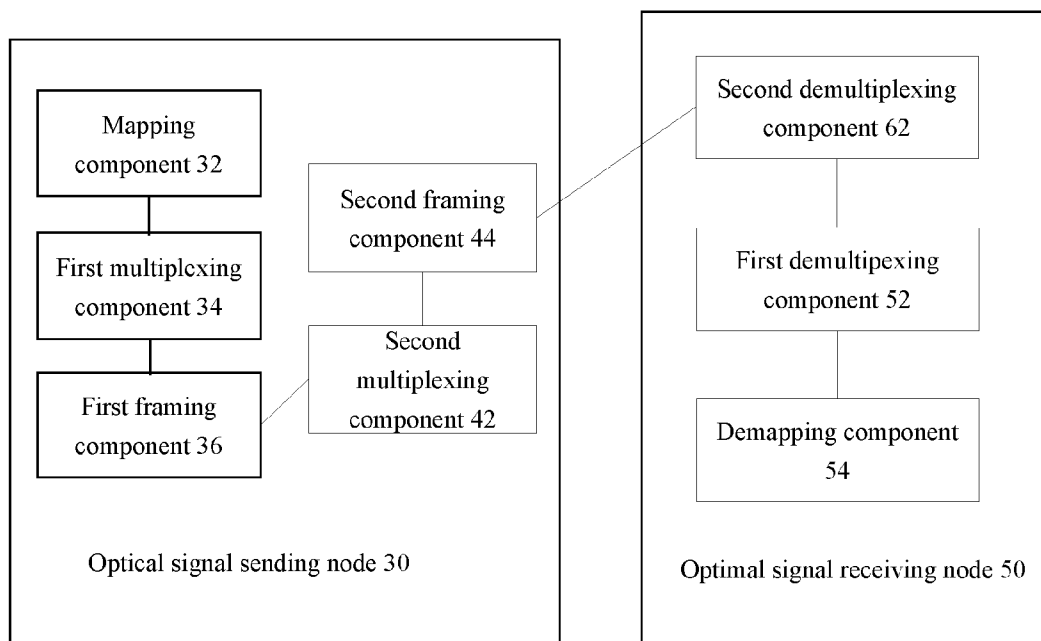 Mapping
component 32
First multiplexing
component 34
First framing
component 36
Second framing
component 44
Second
multiplexing
component 42
Optical signal sending node 30
Second demultiplexing
component 62
First demultipexing
component 52
Demapping component
54
Optimal signal receiving node 50